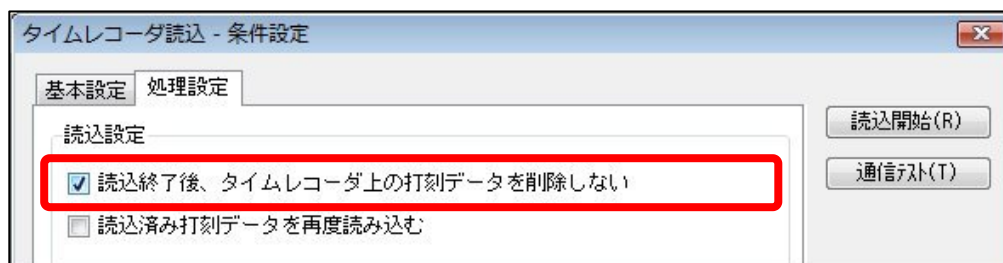 タイムレコーダ読込 - 条件設定
基本設定 処理設定
読込設定
読込開始(R)
読込終了後、タイムレコーダ上の打刻データを削除しない
通信ﾃｽﾄ(T)
読込済み打刻データを再度読み込む